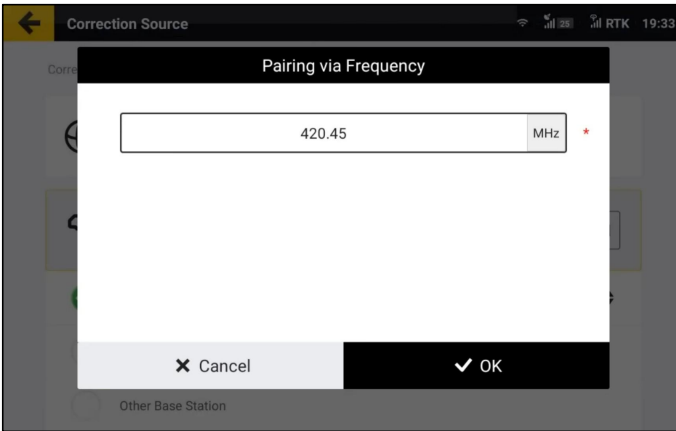 Correction Source
25
RTK 19:33
Corre
Pairing via Frequency
420.45
MHz *
Cancel
OK
Other Base Station